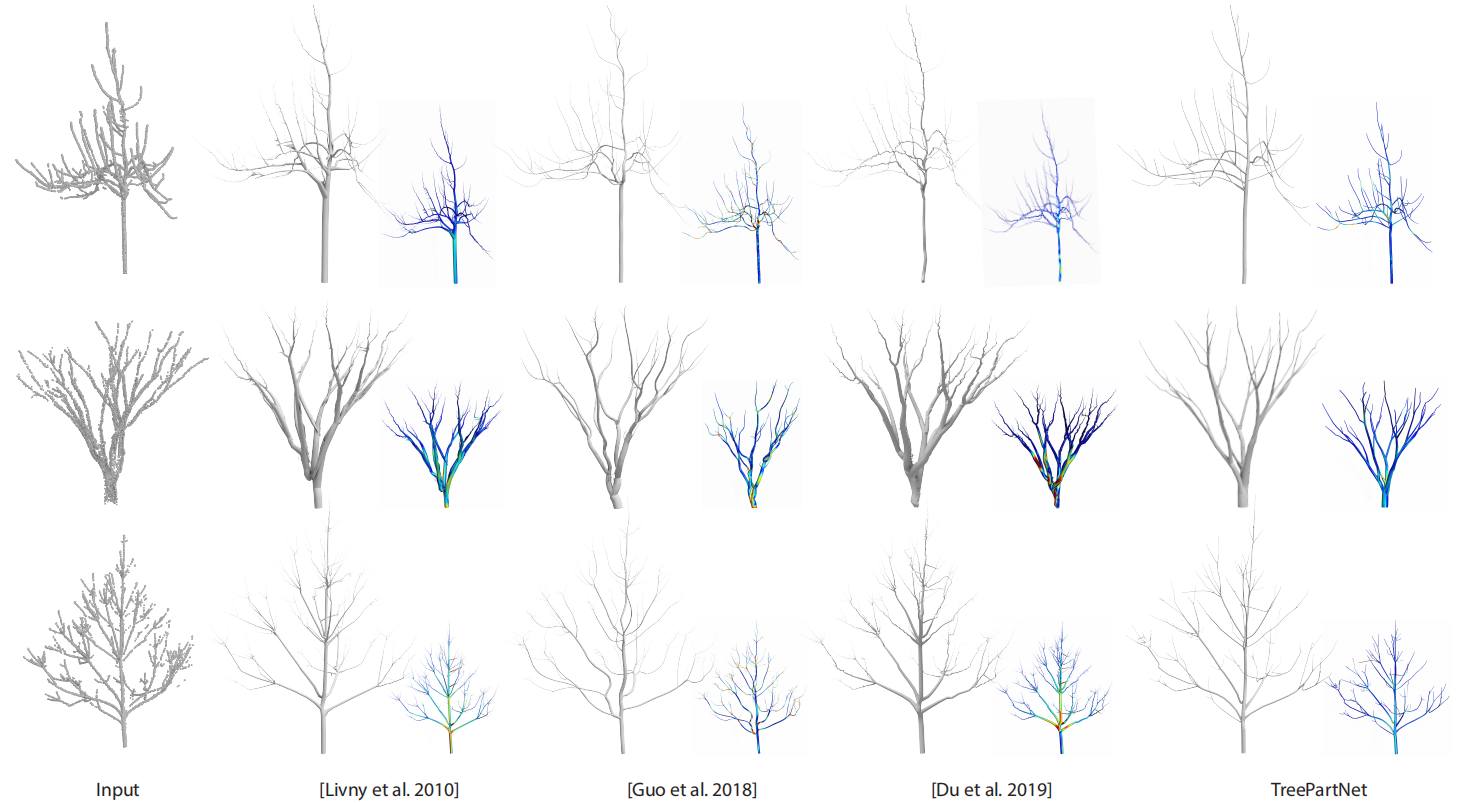 Input
[Livny et al. 2010]
[Guo et al. 2018]
[Du et al. 2019]
TreePartNet